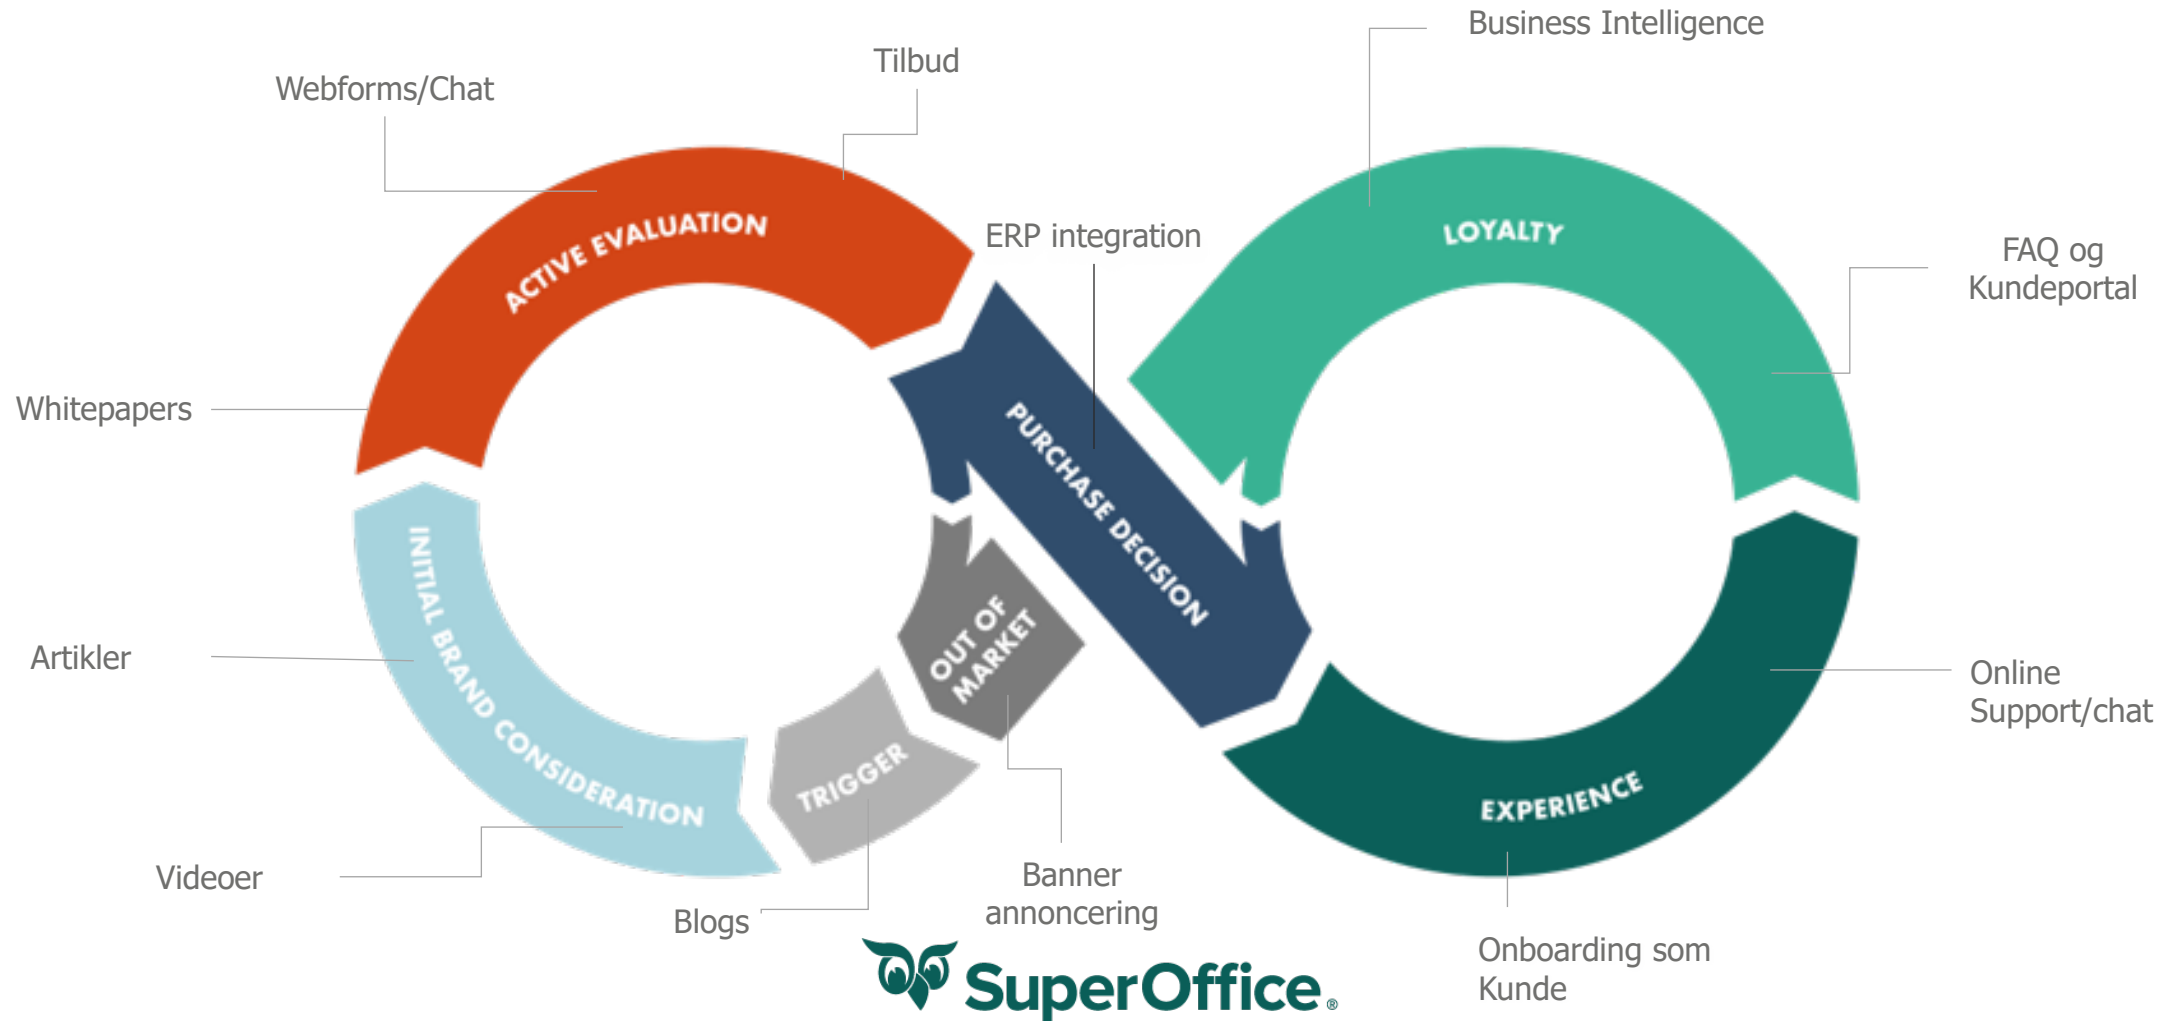 Business Intelligence
Tilbud
Webforms/Chat
ACTIVE EVALUATION
LOYALTY
ERP integration
FAQ og
Kundeportal
Whitepapers
PURCHASE DECISION
INITIAL BRAND CONSIDERATION
OUT OF
MARKET
Artikler
Online
Support/chat
TRIGGER
EXPERIENCE
Videoer
Banner
annoncering
Blogs
Onboarding som
Kunde
SuperOffice®